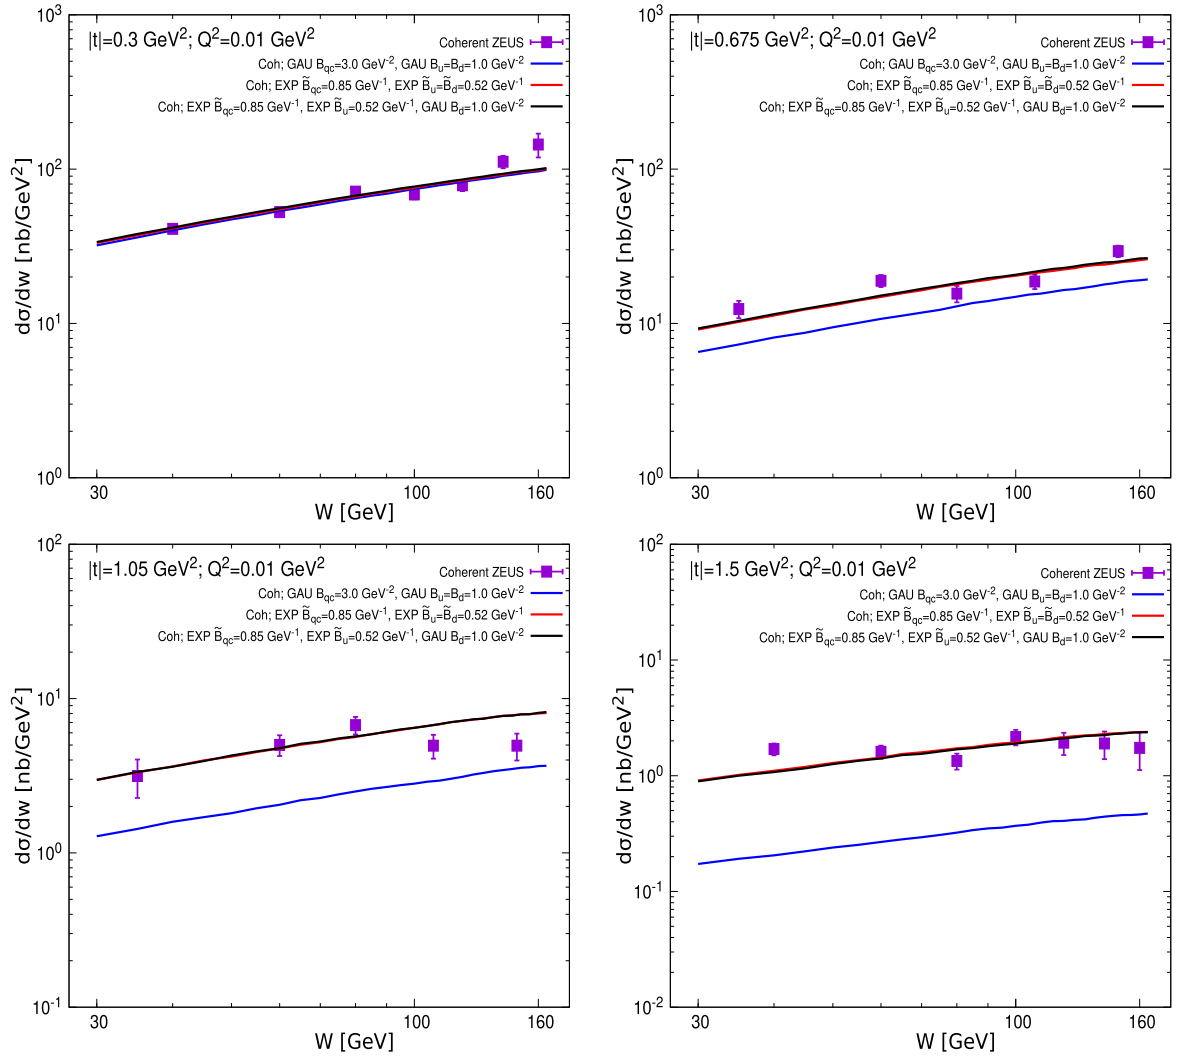 |t|=0.3 GeV²; Q²=0.01 GeV²
Coherent ZEUS
Coh; GAU B_qc=3.0 GeV⁻², GAU B_u=B_d=1.0 GeV⁻²
Coh; EXP B̃_qc=0.85 GeV⁻¹, EXP B̃_u=B̃_d=0.52 GeV⁻¹
Coh; EXP B̃_qc=0.85 GeV⁻¹, EXP B̃_u=0.52 GeV⁻¹, GAU B_d=1.0 GeV⁻²
dσ/dw [nb/GeV²]
10³
10²
10¹
10⁰
30
100
160
W [GeV]
|t|=0.675 GeV²; Q²=0.01 GeV²
Coherent ZEUS
Coh; GAU B_qc=3.0 GeV⁻², GAU B_u=B_d=1.0 GeV⁻²
Coh; EXP B̃_qc=0.85 GeV⁻¹, EXP B̃_u=B̃_d=0.52 GeV⁻¹
Coh; EXP B̃_qc=0.85 GeV⁻¹, EXP B̃_u=0.52 GeV⁻¹, GAU B_d=1.0 GeV⁻²
dσ/dw [nb/GeV²]
10³
10²
10¹
10⁰
30
100
160
W [GeV]
|t|=1.05 GeV²; Q²=0.01 GeV²
Coherent ZEUS
Coh; GAU B_qc=3.0 GeV⁻², GAU B_u=B_d=1.0 GeV⁻²
Coh; EXP B̃_qc=0.85 GeV⁻¹, EXP B̃_u=B̃_d=0.52 GeV⁻¹
Coh; EXP B̃_qc=0.85 GeV⁻¹, EXP B̃_u=0.52 GeV⁻¹, GAU B_d=1.0 GeV⁻²
dσ/dw [nb/GeV²]
10²
10¹
10⁰
10⁻¹
30
100
160
W [GeV]
|t|=1.5 GeV²; Q²=0.01 GeV²
Coherent ZEUS
Coh; GAU B_qc=3.0 GeV⁻², GAU B_u=B_d=1.0 GeV⁻²
Coh; EXP B̃_qc=0.85 GeV⁻¹, EXP B̃_u=B̃_d=0.52 GeV⁻¹
Coh; EXP B̃_qc=0.85 GeV⁻¹, EXP B̃_u=0.52 GeV⁻¹, GAU B_d=1.0 GeV⁻²
dσ/dw [nb/GeV²]
10²
10¹
10⁰
10⁻¹
10⁻²
30
100
160
W [GeV]